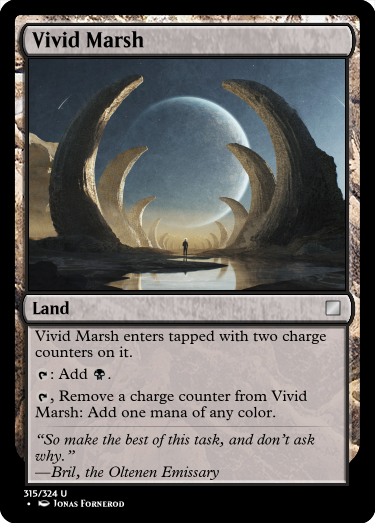 Vivid Marsh
Land
Vivid Marsh enters tapped with two charge
counters on it.
: Add .
, Remove a charge counter from Vivid
Marsh: Add one mana of any color.
“So make the best of this task, and don’t ask
why.”
—Bril, the Oltenen Emissary
315/324 U
• Jonas Fornerod